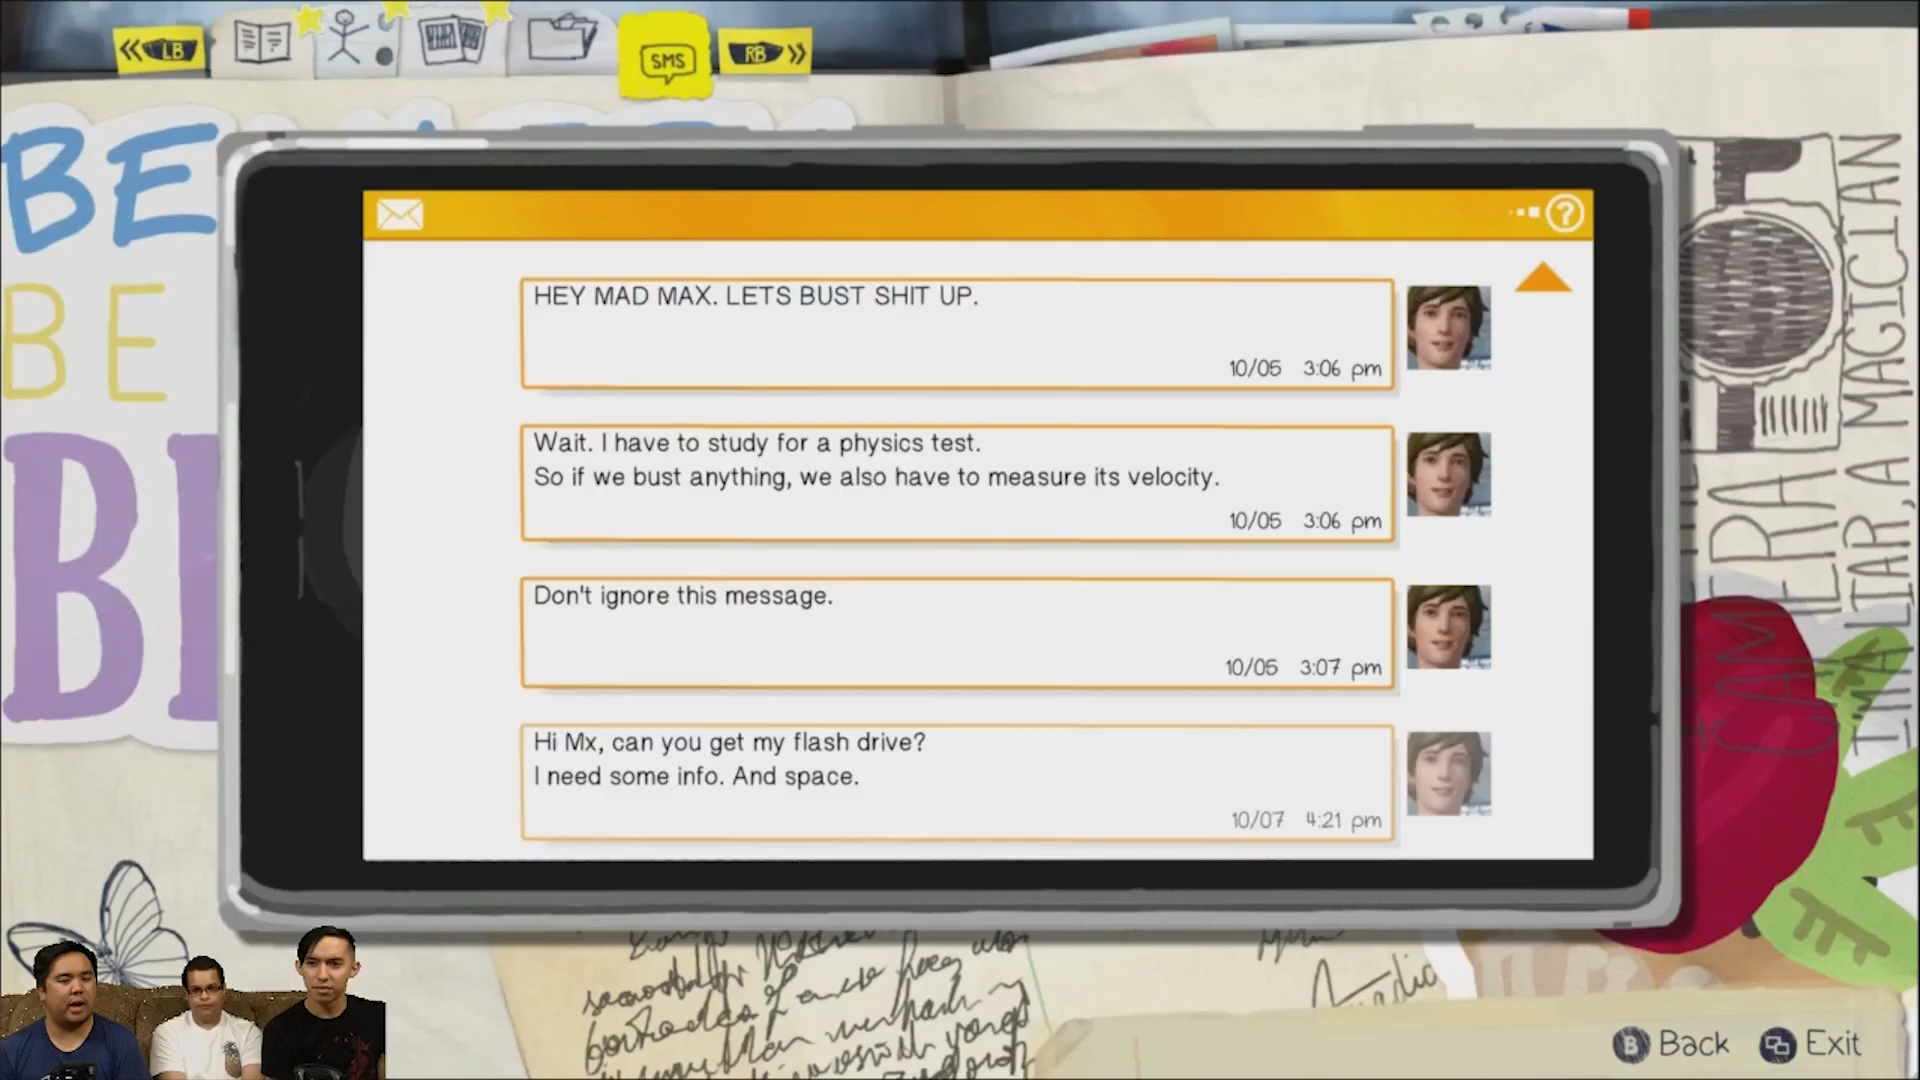 LB
SMS
RB
BE
BE
HEY MAD MAX. LETS BUST SHIT UP.
10/05 3:06 pm
Wait. I have to study for a physics test.
So if we bust anything, we also have to measure its velocity.
10/05 3:06 pm
Don't ignore this message.
10/05 3:07 pm
Hi Mx, can you get my flash drive?
I need some info. And space.
10/07 4:21 pm
CAMERA
I'M A LIAR, A MAGICIAN
B Back
Exit